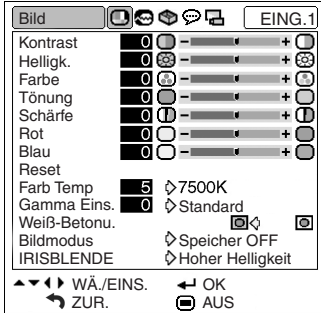 Bild EING.1
Kontrast 0 - +
Helligk. 0 - +
Farbe 0 - +
Tönung 0 - +
Schärfe 0 - +
Rot 0 - +
Blau 0 - +
Reset
Farb Temp 5 7500K
Gamma Eins. 0 Standard
Weiß-Betonu.
Bildmodus Speicher OFF
IRISBLENDE Hoher Helligkeit
WÄ./EINS. OK
ZUR. AUS